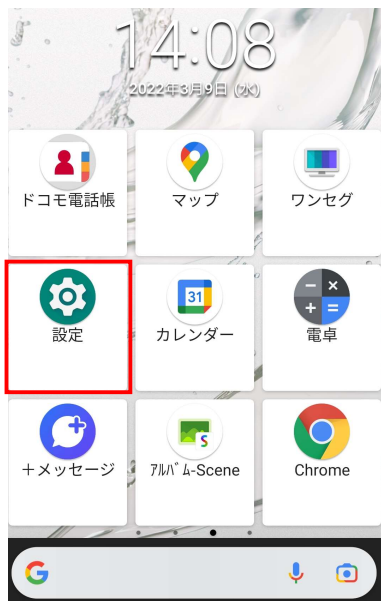 14:08
2022年3月9日 (水)
ドコモ電話帳
マップ
ワンセグ
設定
31
カレンダー
電卓
+メッセージ
ｱﾙﾊﾞﾑ-Scene
Chrome